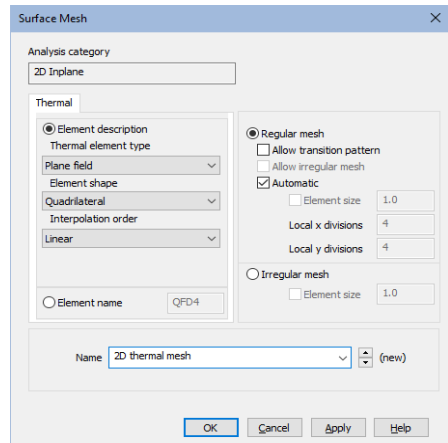 Surface Mesh
Analysis category
2D Inplane
Thermal
Element description
Thermal element type
Plane field
Element shape
Quadrilateral
Interpolation order
Linear
Element name QFD4
Regular mesh
Allow transition pattern
Allow irregular mesh
Automatic
Element size 1.0
Local x divisions 4
Local y divisions 4
Irregular mesh
Element size 1.0
Name 2D thermal mesh (new)
OK Cancel Apply Help